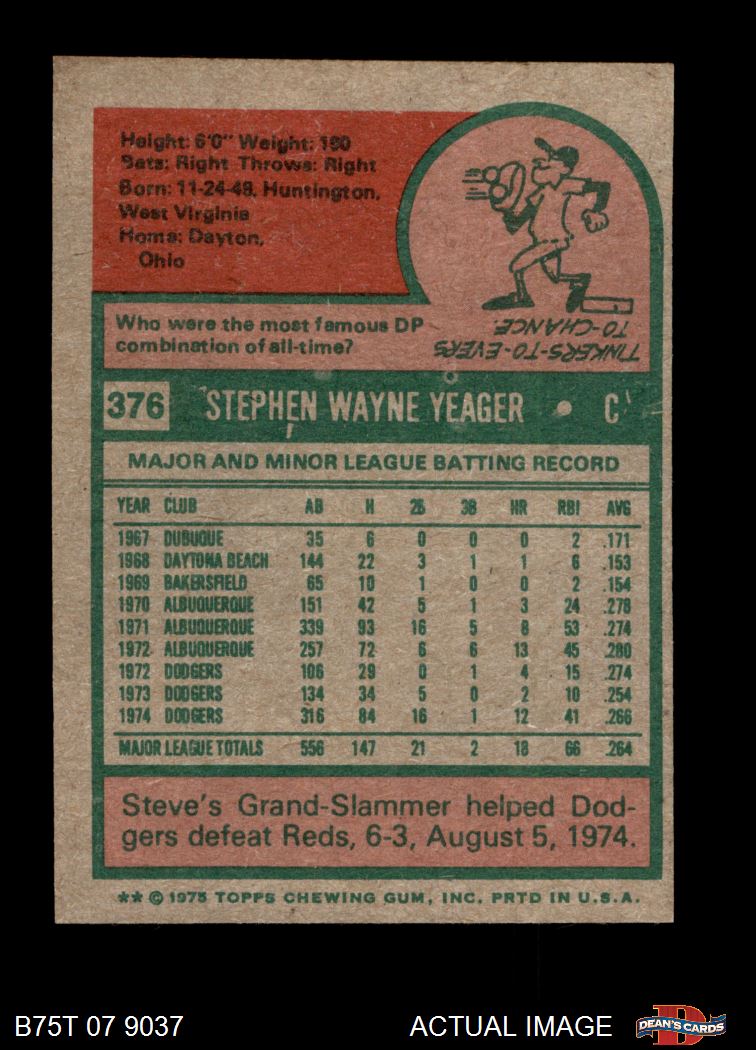 Height: 6'0" Weight: 190
Bats: Right Throws: Right
Born: 11-24-48, Huntington,
West Virginia
Home: Dayton,
Ohio
Who were the most famous DP
combination of all-time?
TINKERS-TO-EVERS
TO-CHANCE
376 STEPHEN WAYNE YEAGER • C
MAJOR AND MINOR LEAGUE BATTING RECORD
YEAR CLUB AB H 2B 3B HR RBI AVG
1967 DUBUQUE 35 6 0 0 0 2 .171
1968 DAYTONA BEACH 144 22 3 1 1 6 .153
1969 BAKERSFIELD 65 10 1 0 0 2 .154
1970 ALBUQUERQUE 151 42 5 1 3 24 .278
1971 ALBUQUERQUE 339 93 16 5 8 53 .274
1972 ALBUQUERQUE 257 72 6 6 13 45 .280
1972 DODGERS 106 29 0 1 4 15 .274
1973 DODGERS 134 34 5 0 2 10 .254
1974 DODGERS 316 84 16 1 12 41 .266
MAJOR LEAGUE TOTALS 556 147 21 2 18 66 .264
Steve's Grand-Slammer helped Dod-
gers defeat Reds, 6-3, August 5, 1974.
** © 1975 TOPPS CHEWING GUM, INC. PRTD IN U.S.A.
B75T 07 9037 ACTUAL IMAGE
DEAN'S CARDS